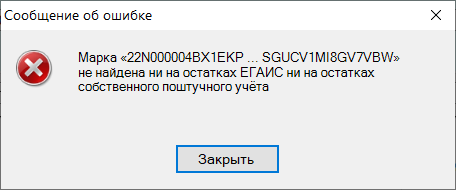 Сообщение об ошибке
Марка «22N000004BX1EKP ... SGUCV1MI8GV7VBW»
не найдена ни на остатках ЕГАИС ни на остатках
собственного поштучного учёта
Закрыть